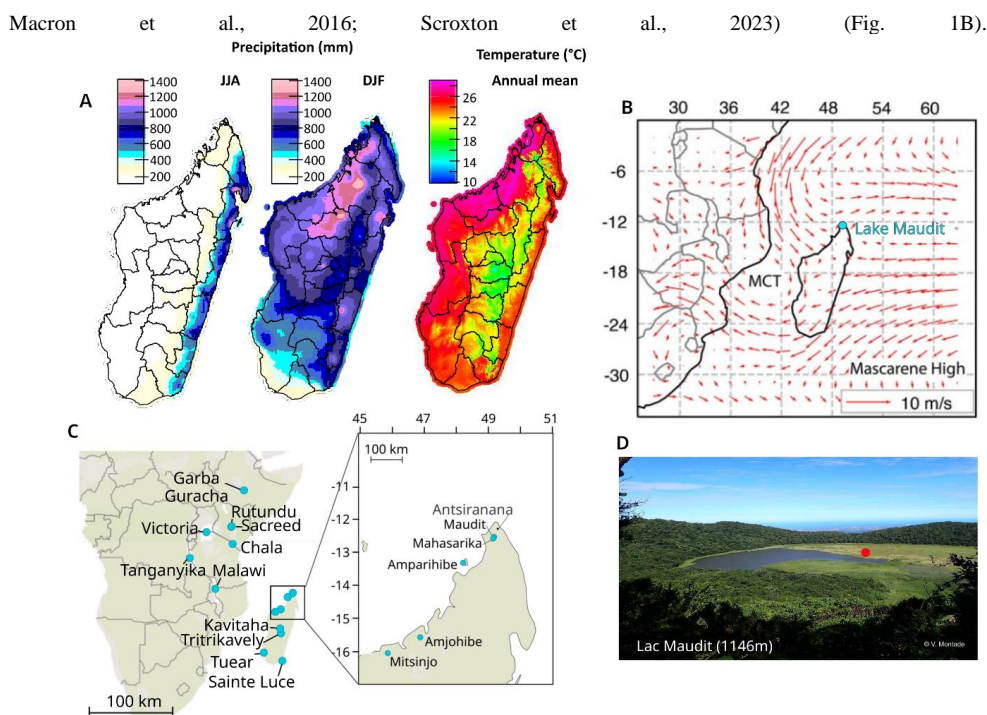 Macron et al., 2016; Scroxton et al., 2023) (Fig. 1B).
Precipitation (mm)
Temperature (°C)
JJA
DJF
Annual mean
A
1400
1200
1000
800
600
400
200
1400
1200
1000
800
600
400
200
26
22
18
14
10
B
30 36 42 48 54 60
-6
-12
-18
-24
-30
Lake Maudit
MCT
Mascarene High
10 m/s
C
Garba
Guracha
Rutundu
Sacreed
Victoria
Chala
Tanganyika
Malawi
Kavitaha
Tritrikavely
Tuear
Sainte Luce
100 km
45 47 49 51
100 km
-11
-12
-13
-14
-15
-16
Antsiranana
Maudit
Mahasarika
Amparihibe
Amjohibe
Mitsinjo
D
Lac Maudit (1146m)
© V. Montade